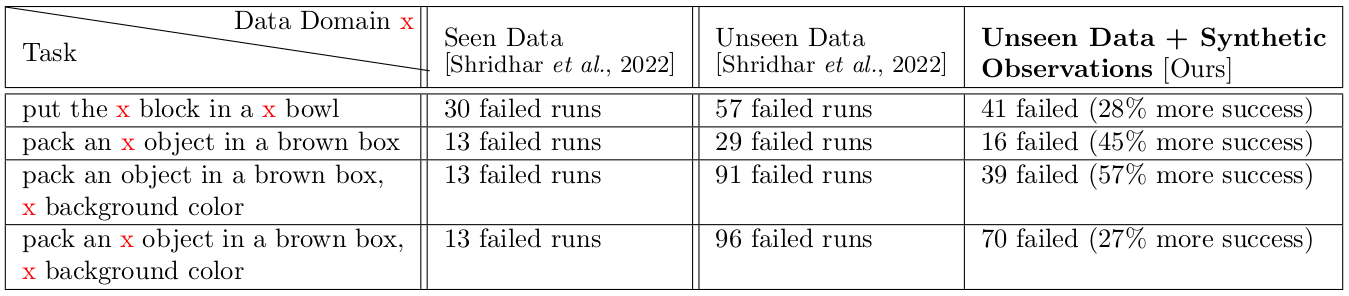 Data Domain x
Task
Seen Data
[Shridhar et al., 2022]
Unseen Data
[Shridhar et al., 2022]
Unseen Data + Synthetic
Observations [Ours]
put the x block in a x bowl
30 failed runs
57 failed runs
41 failed (28% more success)
pack an x object in a brown box
13 failed runs
29 failed runs
16 failed (45% more success)
pack an object in a brown box,
x background color
13 failed runs
91 failed runs
39 failed (57% more success)
pack an x object in a brown box,
x background color
13 failed runs
96 failed runs
70 failed (27% more success)